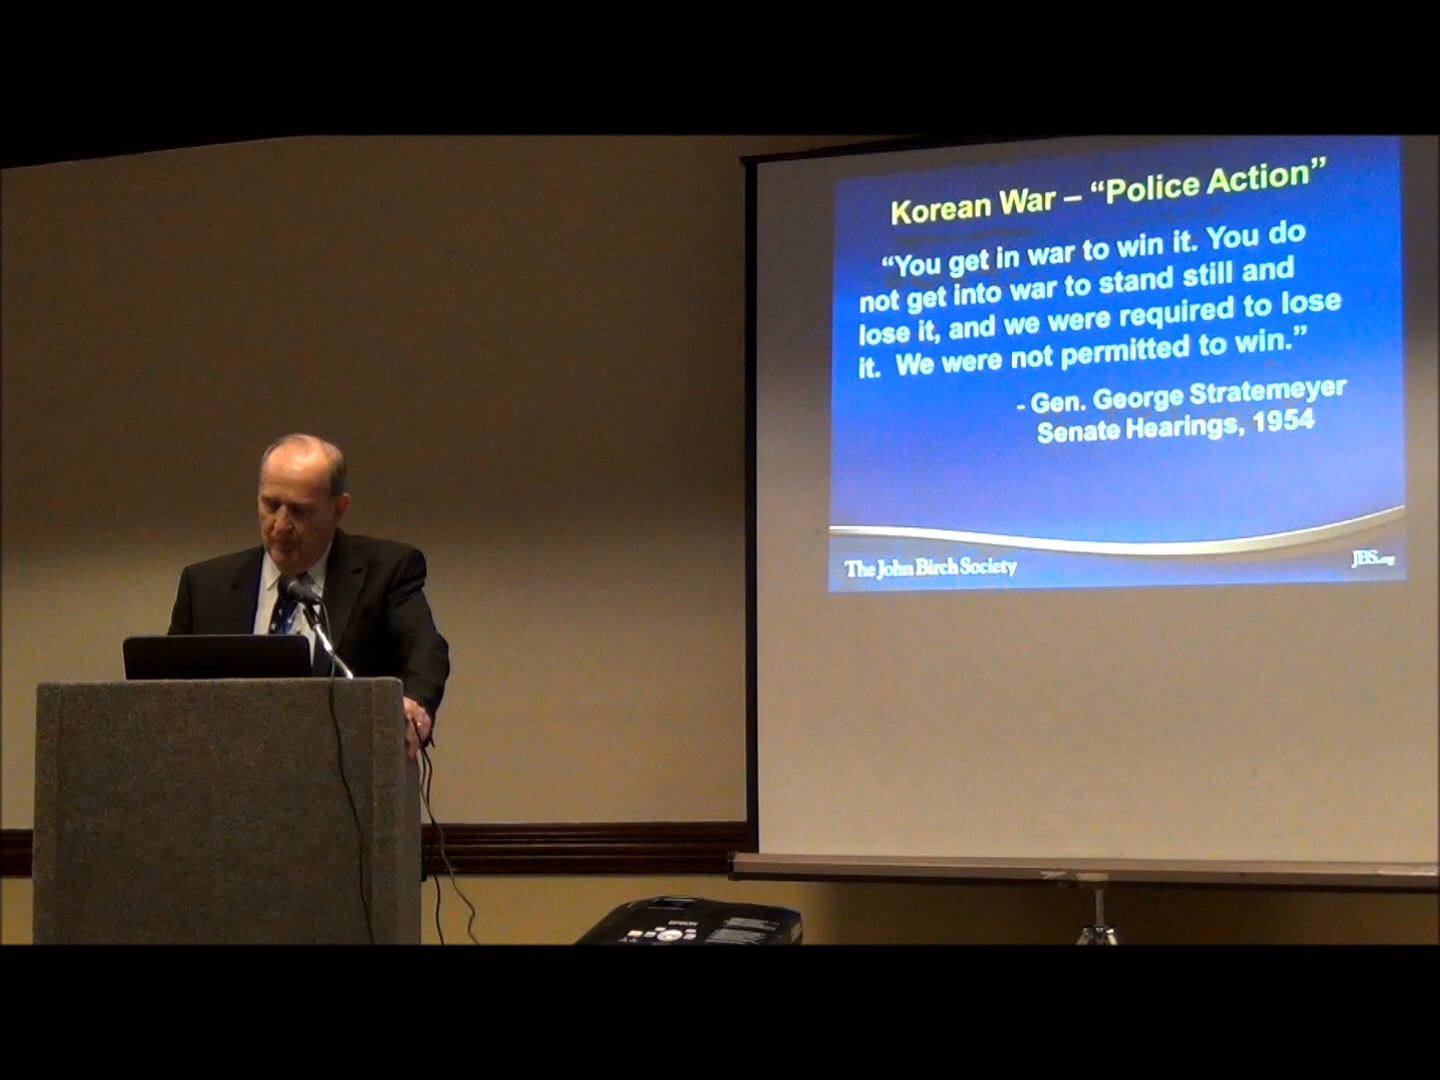 Korean War – “Police Action”
“You get in war to win it. You do
not get into war to stand still and
lose it, and we were required to lose
it. We were not permitted to win.”
- Gen. George Stratemeyer
Senate Hearings, 1954
The John Birch Society
JBS.org
EPSON